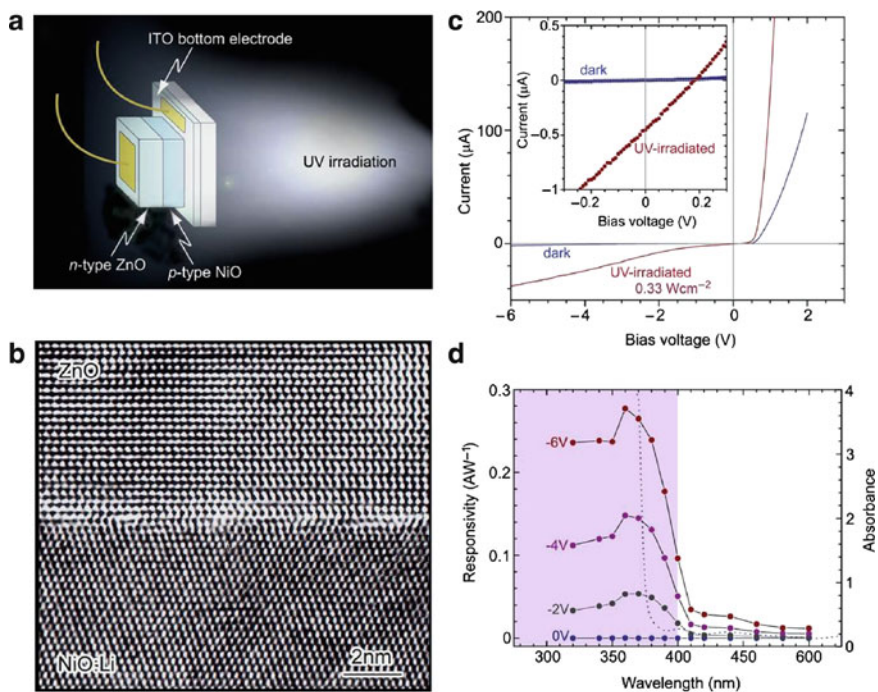 a
ITO bottom electrode
UV irradiation
n-type ZnO
p-type NiO
b
ZnO
NiO:Li
2nm
c
200
100
0
Current (μA)
dark
UV-irradiated
0.33 Wcm−2
−6
−4
−2
0
2
Bias voltage (V)
0.5
0
−0.5
−1
Current (μA)
dark
UV-irradiated
−0.2
0
0.2
Bias voltage (V)
d
0.3
0.2
0.1
0
Responsivity (AW−1)
-6V
-4V
-2V
0V
4
3
2
1
0
Absorbance
300
350
400
450
500
550
600
Wavelength (nm)